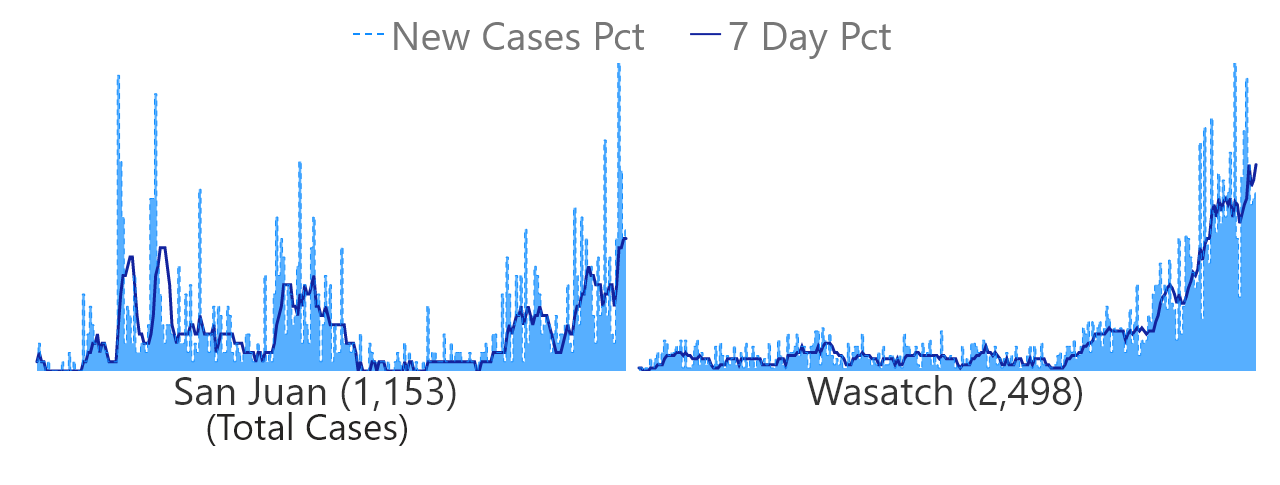 New Cases Pct 7 Day Pct
San Juan (1,153) Wasatch (2,498)
(Total Cases)